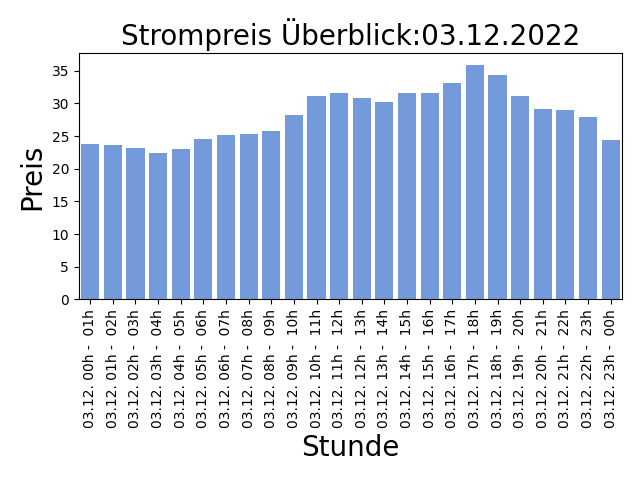 Strompreis Überblick:03.12.2022
Preis
35
30
25
20
15
10
5
0
03.12. 00h - 01h
03.12. 01h - 02h
03.12. 02h - 03h
03.12. 03h - 04h
03.12. 04h - 05h
03.12. 05h - 06h
03.12. 06h - 07h
03.12. 07h - 08h
03.12. 08h - 09h
03.12. 09h - 10h
03.12. 10h - 11h
03.12. 11h - 12h
03.12. 12h - 13h
03.12. 13h - 14h
03.12. 14h - 15h
03.12. 15h - 16h
03.12. 16h - 17h
03.12. 17h - 18h
03.12. 18h - 19h
03.12. 19h - 20h
03.12. 20h - 21h
03.12. 21h - 22h
03.12. 22h - 23h
03.12. 23h - 00h
Stunde